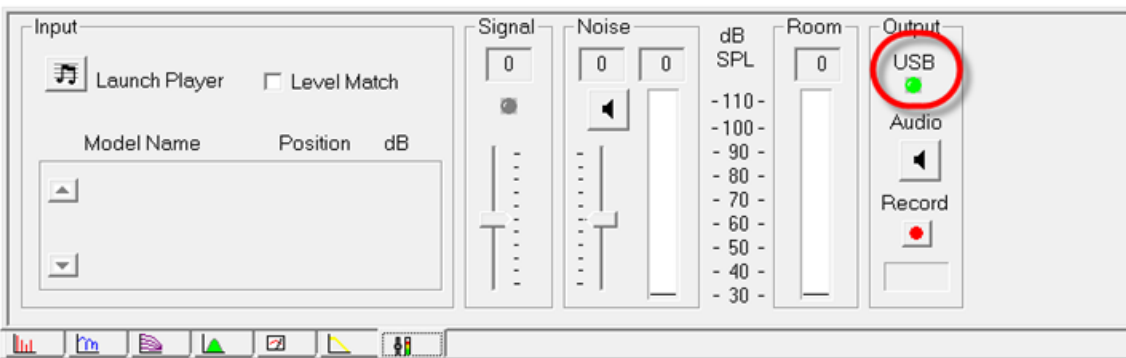 Input
Launch Player
Level Match
Model Name Position dB
Signal
0
Noise
0 0
dB
SPL
-110-
-100-
- 90 -
- 80 -
- 70 -
- 60 -
- 50 -
- 40 -
- 30 -
Room
0
Output
USB
Audio
Record